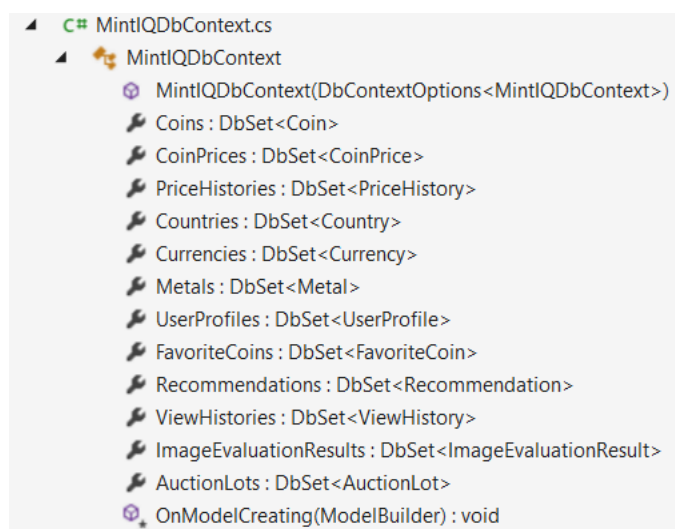 C# MintIQDbContext.cs
MintIQDbContext
MintIQDbContext(DbContextOptions<MintIQDbContext>)
Coins : DbSet<Coin>
CoinPrices : DbSet<CoinPrice>
PriceHistories : DbSet<PriceHistory>
Countries : DbSet<Country>
Currencies : DbSet<Currency>
Metals : DbSet<Metal>
UserProfiles : DbSet<UserProfile>
FavoriteCoins : DbSet<FavoriteCoin>
Recommendations : DbSet<Recommendation>
ViewHistories : DbSet<ViewHistory>
ImageEvaluationResults : DbSet<ImageEvaluationResult>
AuctionLots : DbSet<AuctionLot>
OnModelCreating(ModelBuilder) : void